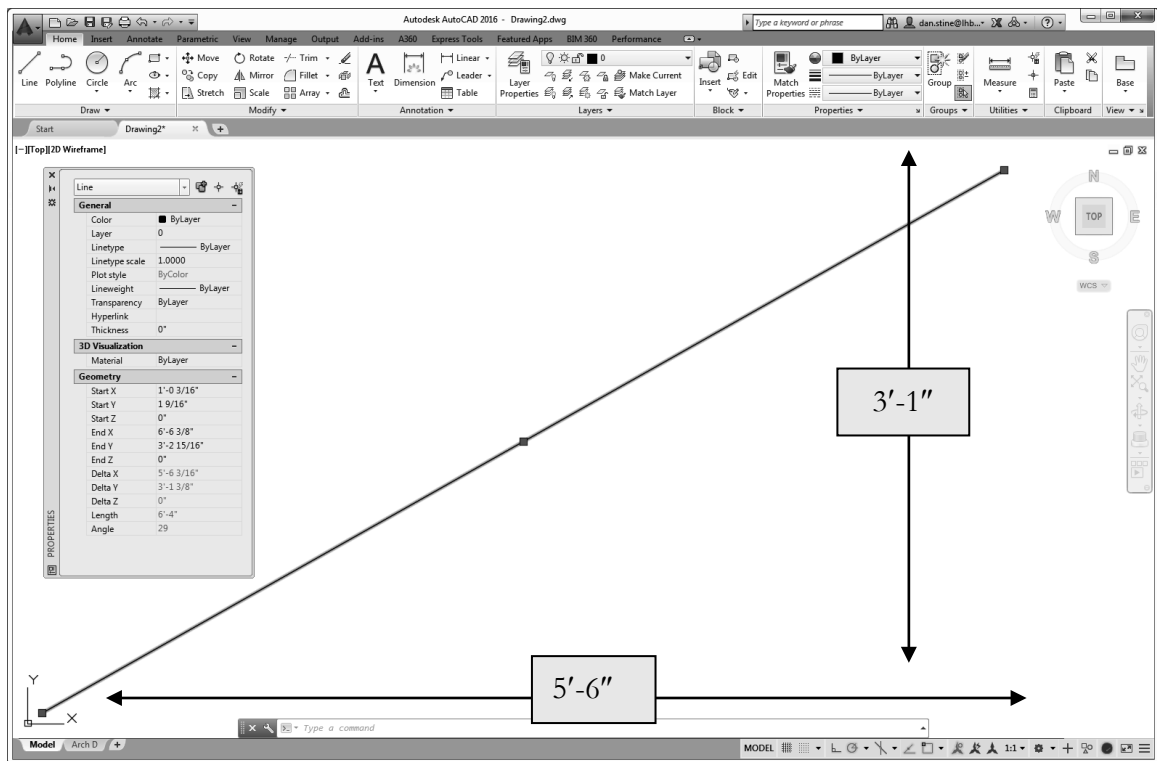 Autodesk AutoCAD 2016 - Drawing2.dwg
Type a keyword or phrase
dan.stine@lhb...
Home Insert Annotate Parametric View Manage Output Add-ins A360 Express Tools Featured Apps BIM 360 Performance
Line Polyline Circle Arc
Move Rotate Trim
Copy Mirror Fillet
Stretch Scale Array
Text Dimension
Linear
Leader
Table
Layer Properties
0
Make Current
Match Layer
Insert
Edit
Match Properties
ByLayer
ByLayer
ByLayer
Group
Measure
Paste
Base
Draw Modify Annotation Layers Block Properties Groups Utilities Clipboard View
Start Drawing2*
[−][Top][2D Wireframe]
Line
General
Color ByLayer
Layer 0
Linetype ByLayer
Linetype scale 1.0000
Plot style ByColor
Lineweight ByLayer
Transparency ByLayer
Hyperlink
Thickness 0"
3D Visualization
Material ByLayer
Geometry
Start X 1'-0 3/16"
Start Y 1 9/16"
Start Z 0"
End X 6'-6 3/8"
End Y 3'-2 15/16"
End Z 0"
Delta X 5'-6 3/16"
Delta Y 3'-1 3/8"
Delta Z 0"
Length 6'-4"
Angle 29
PROPERTIES
N
W TOP E
S
WCS
3'-1"
5'-6"
Y
X
Type a command
Model Arch D
MODEL
1:1